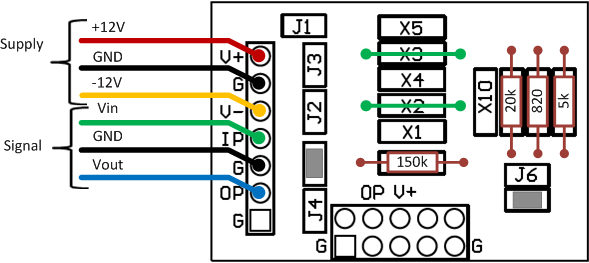 Supply
+12V
GND
-12V
Signal
Vin
GND
Vout
V+
G
V-
IP
G
OP
G
J1
J3
J2
J4
X5
X3
X4
X2
X1
150k
X10
20k
820
5k
J6
OP V+
G
G